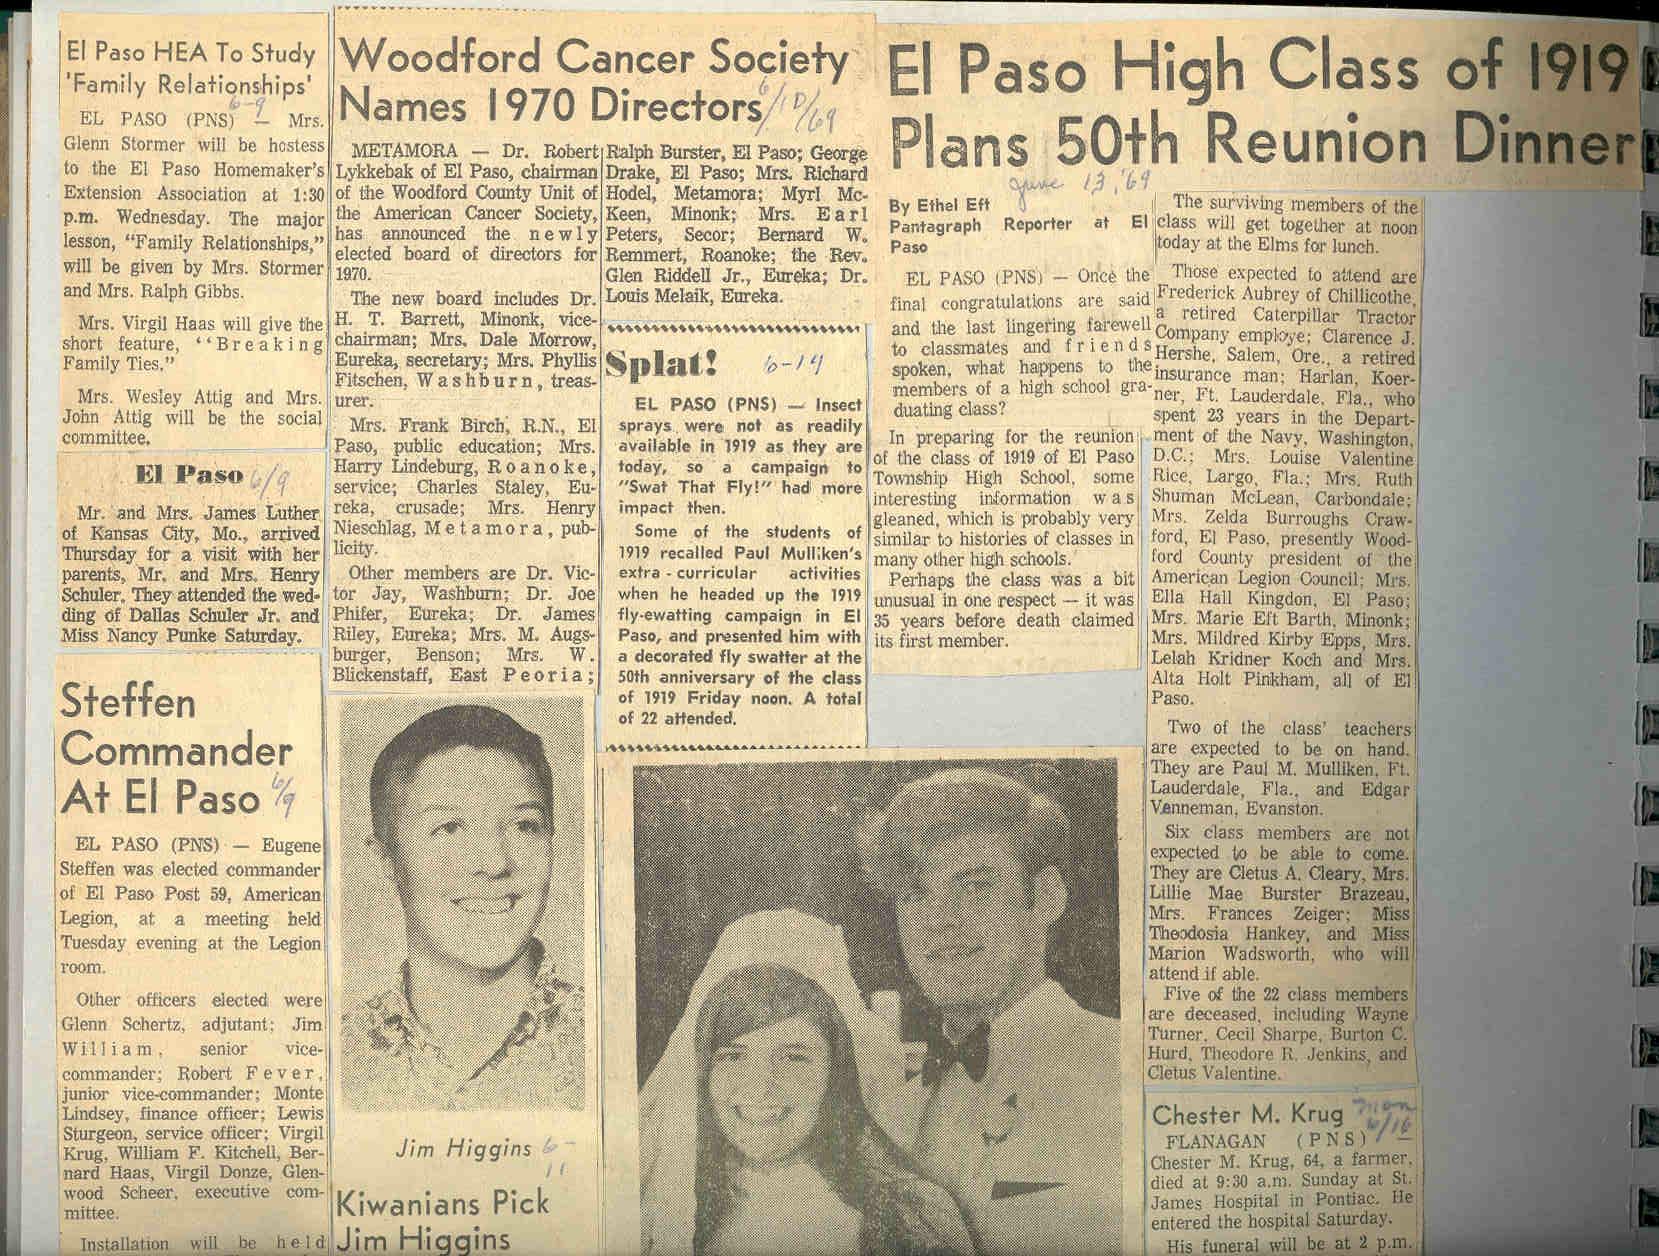 El Paso HEA To Study
'Family Relationships'
6-9
EL PASO (PNS) — Mrs.
Glenn Stormer will be hostess
to the El Paso Homemaker's
Extension Association at 1:30
p.m. Wednesday. The major
lesson, "Family Relationships,"
will be given by Mrs. Stormer
and Mrs. Ralph Gibbs.
Mrs. Virgil Haas will give the
short feature, ''Breaking
Family Ties."
Mrs. Wesley Attig and Mrs.
John Attig will be the social
committee.
El Paso 6/9
Mr. and Mrs. James Luther
of Kansas City, Mo., arrived
Thursday for a visit with her
parents, Mr. and Mrs. Henry
Schuler. They attended the wed-
ding of Dallas Schuler Jr. and
Miss Nancy Punke Saturday.
Steffen
Commander
At El Paso 6/9
EL PASO (PNS) — Eugene
Steffen was elected commander
of El Paso Post 59, American
Legion, at a meeting held
Tuesday evening at the Legion
room.
Other officers elected were
Glenn Schertz, adjutant; Jim
William, senior vice-
commander; Robert Fever,
junior vice-commander; Monte
Lindsey, finance officer; Lewis
Sturgeon, service officer; Virgil
Krug, William F. Kitchell, Ber-
nard Haas, Virgil Donze, Glen-
wood Scheer, executive com-
mittee.
Installation will be held
Woodford Cancer Society
Names 1970 Directors 6/10/69
METAMORA — Dr. Robert
Lykkebak of El Paso, chairman
of the Woodford County Unit of
the American Cancer Society,
has announced the newly
elected board of directors for
1970.
The new board includes Dr.
H. T. Barrett, Minonk, vice-
chairman; Mrs. Dale Morrow,
Eureka, secretary; Mrs. Phyllis
Fitschen, Washburn, treas-
urer.
Mrs. Frank Birch, R.N., El
Paso, public education; Mrs.
Harry Lindeburg, Roanoke,
service; Charles Staley, Eu-
reka, crusade; Mrs. Henry
Nieschlag, Metamora, pub-
licity.
Other members are Dr. Vic-
tor Jay, Washburn; Dr. Joe
Phifer, Eureka; Dr. James
Riley, Eureka; Mrs. M. Augs-
burger, Benson; Mrs. W.
Blickenstaff, East Peoria;
Ralph Burster, El Paso; George
Drake, El Paso; Mrs. Richard
Hodel, Metamora; Myrl Mc-
Keen, Minonk; Mrs. Earl
Peters, Secor; Bernard W.
Remmert, Roanoke; the Rev.
Glen Riddell Jr., Eureka; Dr.
Louis Melaik, Eureka.
Jim Higgins 6-
11
Kiwanians Pick
Jim Higgins
Splat! 6-14
EL PASO (PNS) — Insect
sprays were not as readily
available in 1919 as they are
today, so a campaign to
"Swat That Fly!" had more
impact then.
Some of the students of
1919 recalled Paul Mulliken's
extra-curricular activities
when he headed up the 1919
fly-ewatting campaign in El
Paso, and presented him with
a decorated fly swatter at the
50th anniversary of the class
of 1919 Friday noon. A total
of 22 attended.
El Paso High Class of 1919
Plans 50th Reunion Dinner
June 13, '69
By Ethel Eft
Pantagraph Reporter at El
Paso
EL PASO (PNS) — Once the
final congratulations are said
and the last lingering farewell
to classmates and friends
spoken, what happens to the
members of a high school gra-
duating class?
In preparing for the reunion
of the class of 1919 of El Paso
Township High School, some
interesting information was
gleaned, which is probably very
similar to histories of classes in
many other high schools.
Perhaps the class was a bit
unusual in one respect — it was
35 years before death claimed
its first member.
The surviving members of the
class will get together at noon
today at the Elms for lunch.
Those expected to attend are
Frederick Aubrey of Chillicothe,
a retired Caterpillar Tractor
Company employe; Clarence J.
Hershe, Salem, Ore., a retired
insurance man; Harlan, Koer-
ner, Ft. Lauderdale, Fla., who
spent 23 years in the Depart-
ment of the Navy, Washington,
D.C.; Mrs. Louise Valentine
Rice, Largo, Fla.; Mrs. Ruth
Shuman McLean, Carbondale;
Mrs. Zelda Burroughs Craw-
ford, El Paso, presently Wood-
ford County president of the
American Legion Council; Mrs.
Ella Hall Kingdon, El Paso;
Mrs. Marie Eft Barth, Minonk;
Mrs. Mildred Kirby Epps, Mrs.
Lelah Kridner Koch and Mrs.
Alta Holt Pinkham, all of El
Paso.
Two of the class' teachers
are expected to be on hand.
They are Paul M. Mulliken, Ft.
Lauderdale, Fla., and Edgar
Venneman, Evanston.
Six class members are not
expected to be able to come.
They are Cletus A. Cleary, Mrs.
Lillie Mae Burster Brazeau,
Mrs. Frances Zeiger; Miss
Theodosia Hankey, and Miss
Marion Wadsworth, who will
attend if able.
Five of the 22 class members
are deceased, including Wayne
Turner, Cecil Sharpe, Burton C.
Hurd, Theodore R. Jenkins, and
Cletus Valentine.
Chester M. Krug Mon
6/16
FLANAGAN (PNS) —
Chester M. Krug, 64, a farmer,
died at 9:30 a.m. Sunday at St.
James Hospital in Pontiac. He
entered the hospital Saturday.
His funeral will be at 2 p.m.